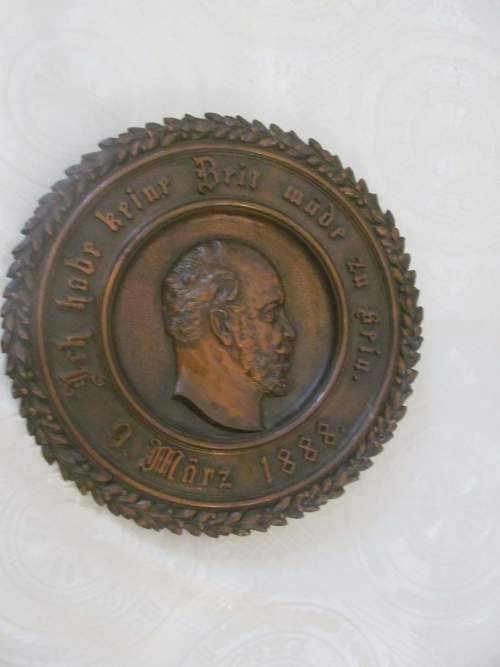 Ich habe keine Zeit müde zu sein.
9. März 1888.